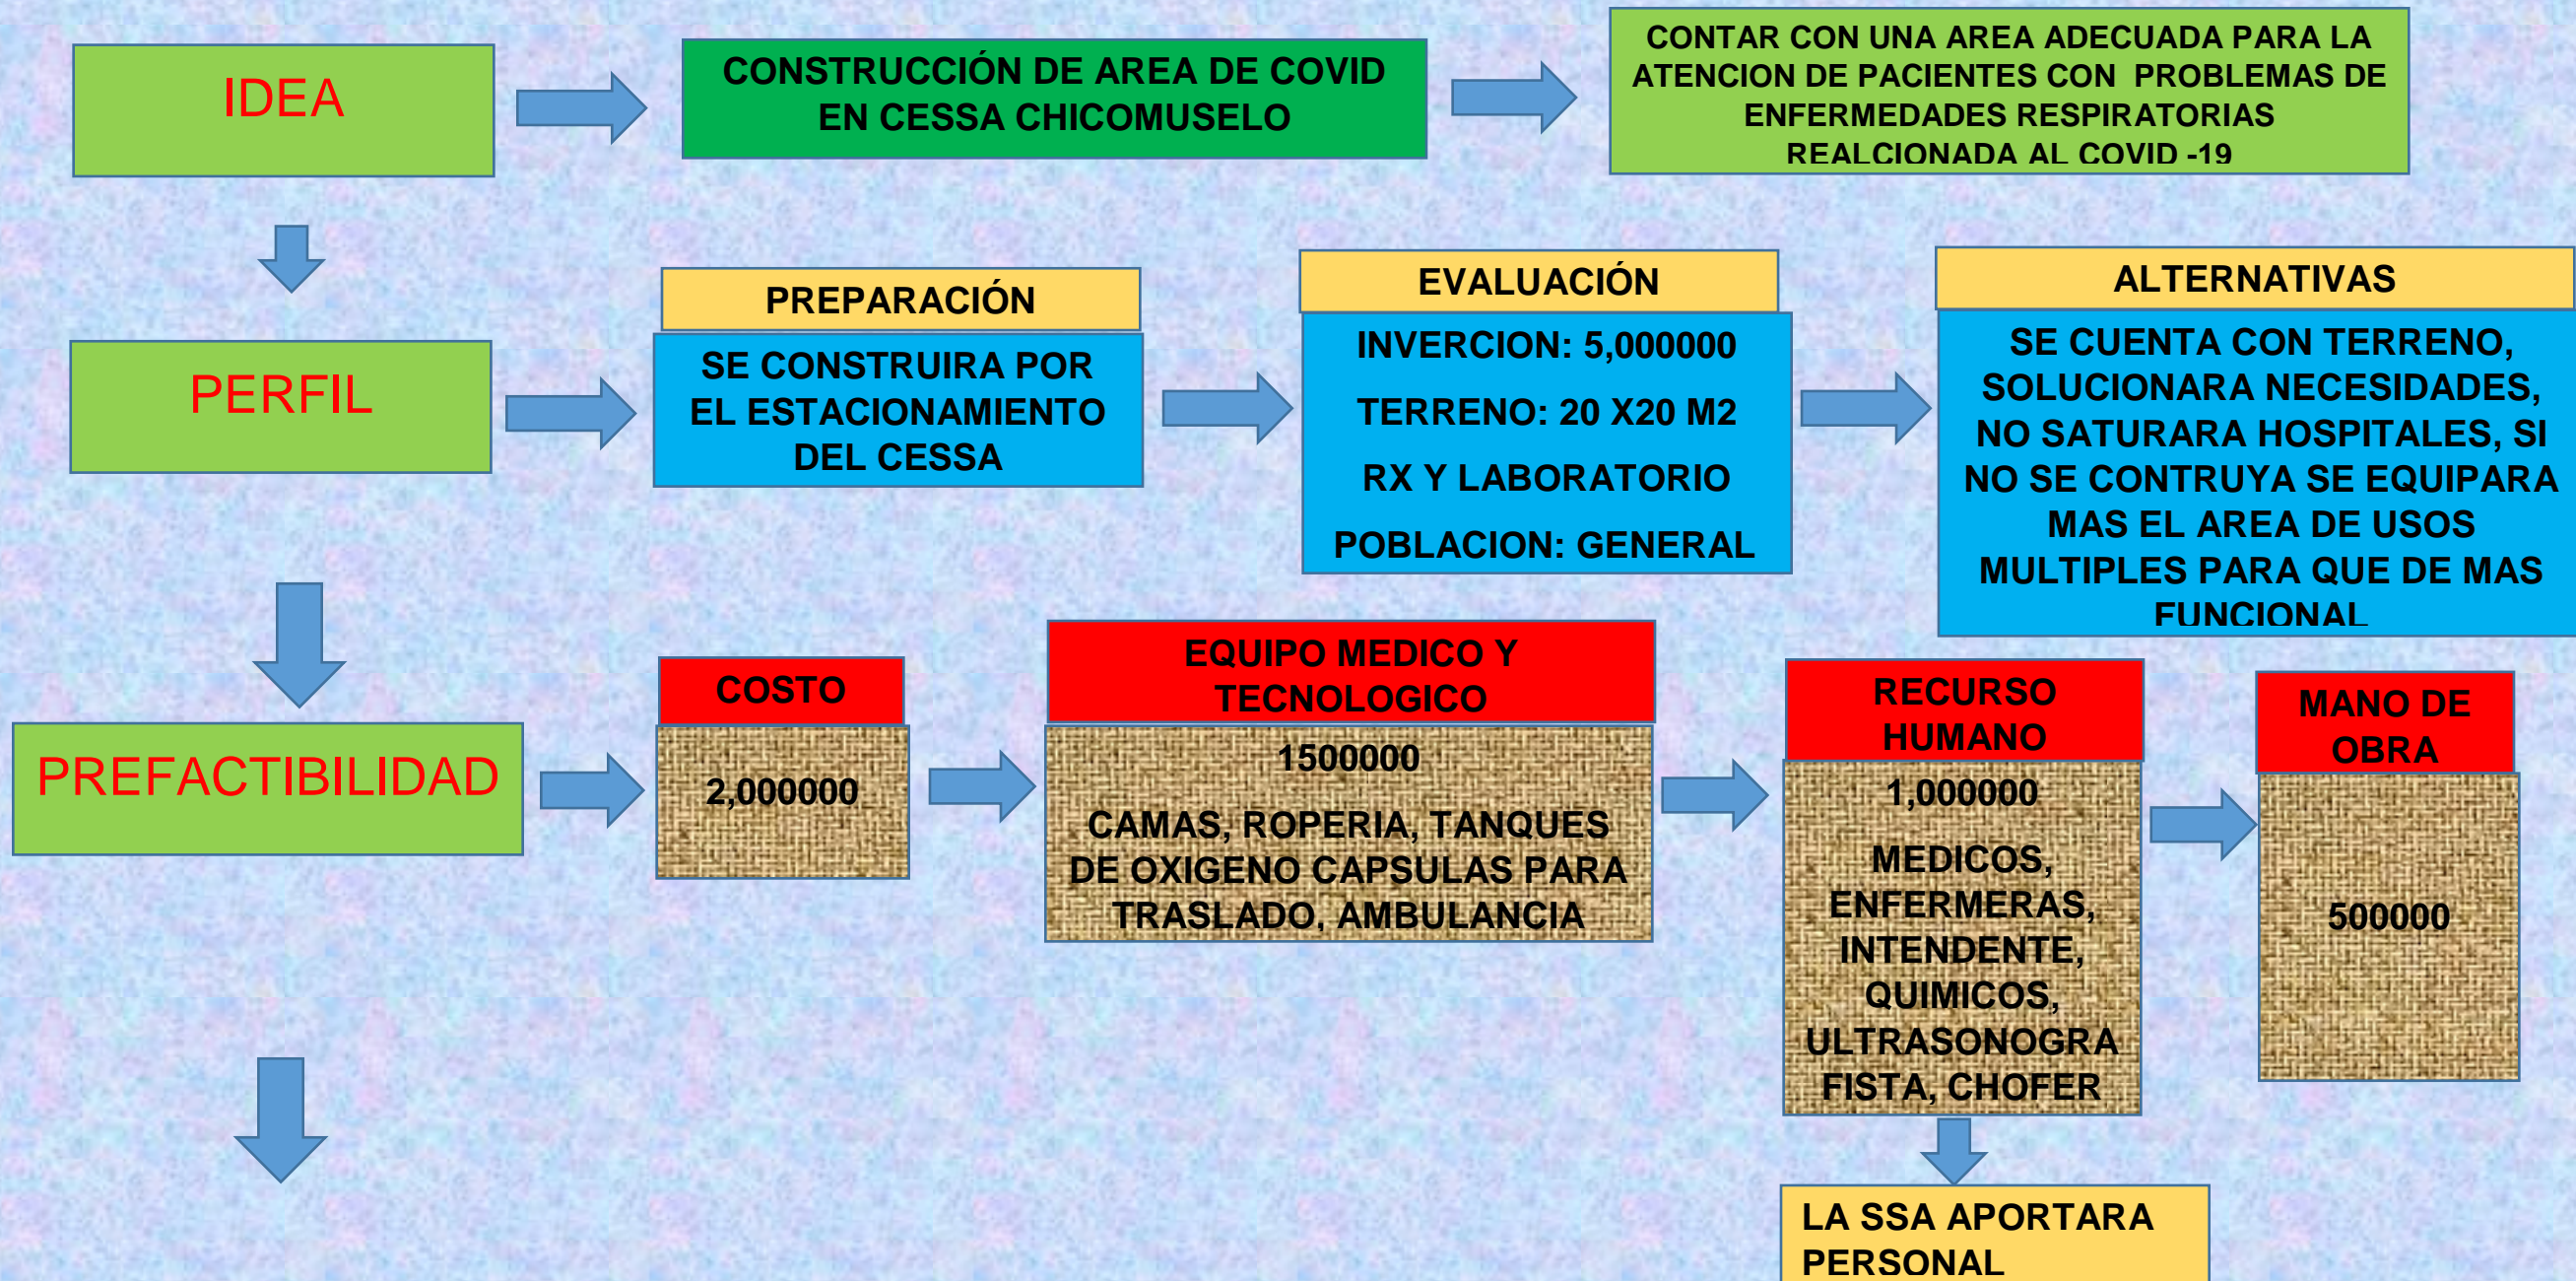 IDEA
CONSTRUCCIÓN DE AREA DE COVID
EN CESSA CHICOMUSELO
CONTAR CON UNA AREA ADECUADA PARA LA
ATENCION DE PACIENTES CON PROBLEMAS DE
ENFERMEDADES RESPIRATORIAS
REALCIONADA AL COVID -19
PERFIL
PREPARACIÓN
SE CONSTRUIRA POR
EL ESTACIONAMIENTO
DEL CESSA
EVALUACIÓN
INVERCION: 5,000000
TERRENO: 20 X20 M2
RX Y LABORATORIO
POBLACION: GENERAL
ALTERNATIVAS
SE CUENTA CON TERRENO,
SOLUCIONARA NECESIDADES,
NO SATURARA HOSPITALES, SI
NO SE CONTRUYA SE EQUIPARA
MAS EL AREA DE USOS
MULTIPLES PARA QUE DE MAS
FUNCIONAL
PREFACTIBILIDAD
COSTO
2,000000
EQUIPO MEDICO Y
TECNOLOGICO
1500000
CAMAS, ROPERIA, TANQUES
DE OXIGENO CAPSULAS PARA
TRASLADO, AMBULANCIA
RECURSO
HUMANO
1,000000
MEDICOS,
ENFERMERAS,
INTENDENTE,
QUIMICOS,
ULTRASONOGRA
FISTA, CHOFER
LA SSA APORTARA
PERSONAL
MANO DE
OBRA
500000